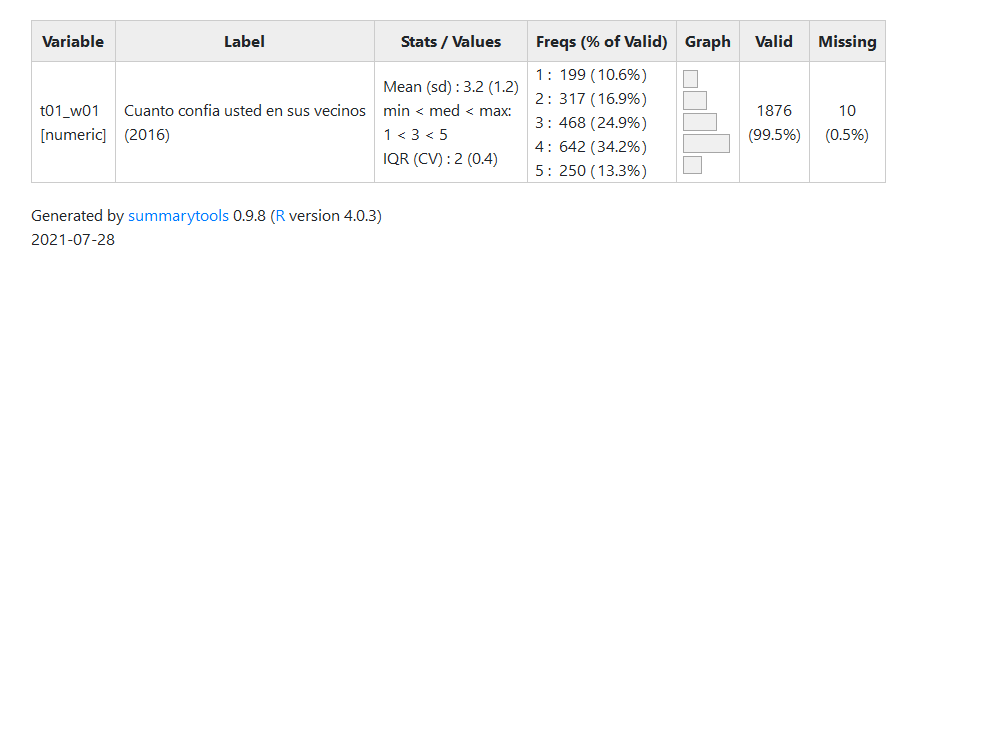 Variable Label Stats / Values Freqs (% of Valid) Graph Valid Missing
t01_w01
[numeric]
Cuanto confia usted en sus vecinos
(2016)
Mean (sd) : 3.2 (1.2)
min < med < max:
1 < 3 < 5
IQR (CV) : 2 (0.4)
1 : 199 (10.6%)
2 : 317 (16.9%)
3 : 468 (24.9%)
4 : 642 (34.2%)
5 : 250 (13.3%)
1876
(99.5%)
10
(0.5%)
Generated by summarytools 0.9.8 (R version 4.0.3)
2021-07-28